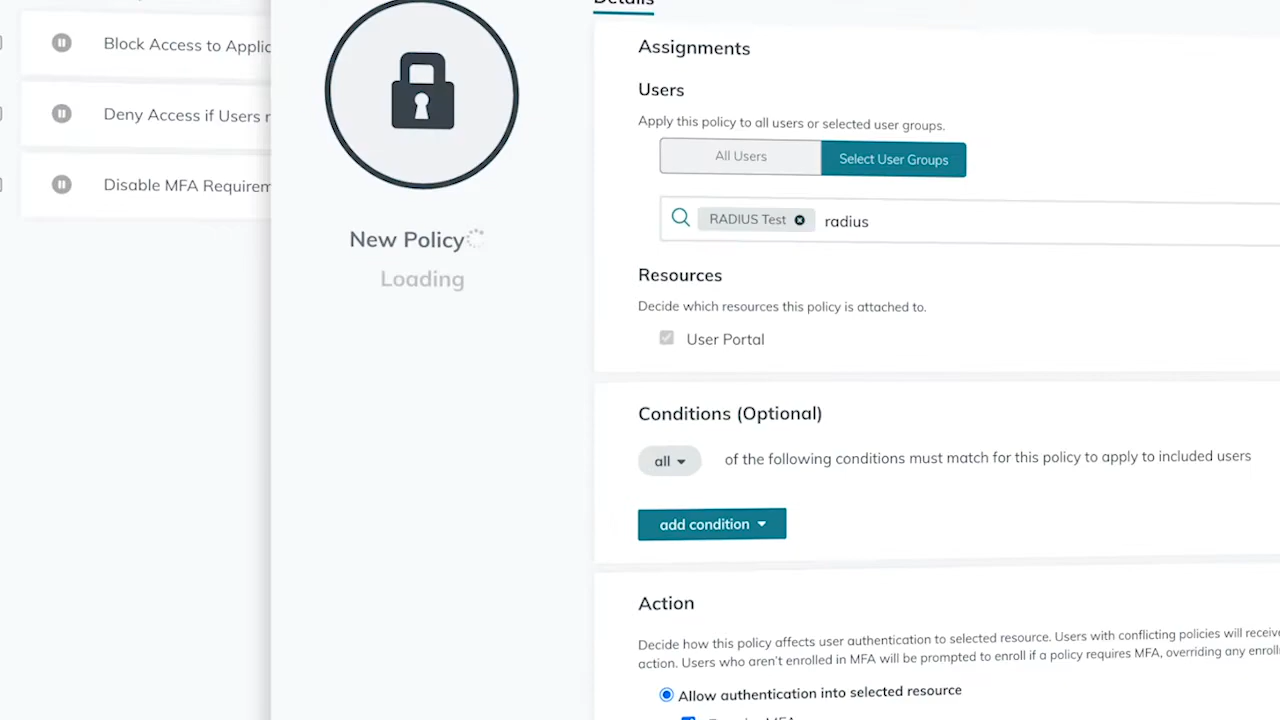 Block Access to Applic
Deny Access if Users r
Disable MFA Requirem
New Policy
Loading
Details
Assignments
Users
Apply this policy to all users or selected user groups.
All Users
Select User Groups
RADIUS Test
radius
Resources
Decide which resources this policy is attached to.
User Portal
Conditions (Optional)
all
of the following conditions must match for this policy to apply to included users
add condition
Action
Decide how this policy affects user authentication to selected resource. Users with conflicting policies will receive
action. Users who aren't enrolled in MFA will be prompted to enroll if a policy requires MFA, overriding any enroll
Allow authentication into selected resource